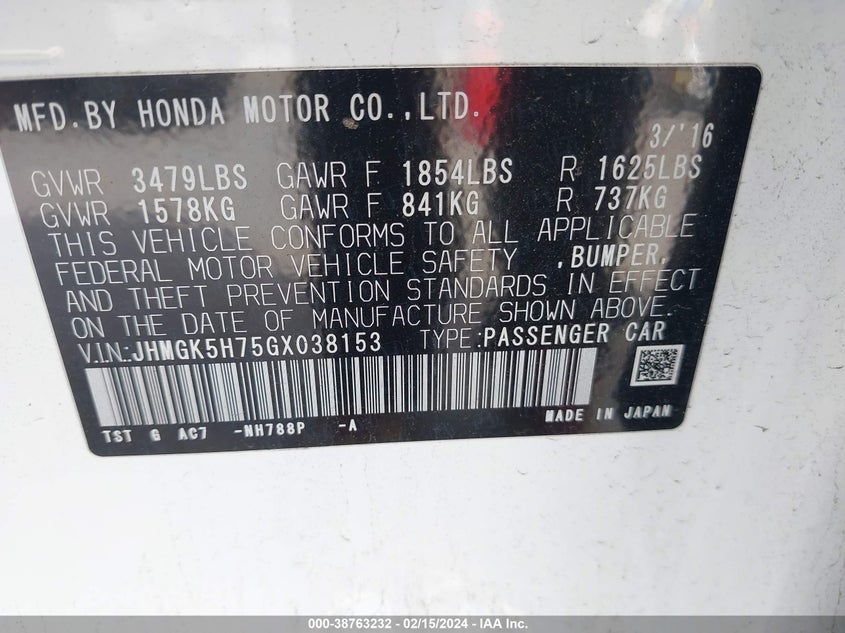 MFD.BY HONDA MOTOR CO.,LTD.
3/'16
GVWR 3479LBS GAWR F 1854LBS R 1625LBS
GVWR 1578KG GAWR F 841KG R 737KG
THIS VEHICLE CONFORMS TO ALL APPLICABLE
FEDERAL MOTOR VEHICLE SAFETY ,BUMPER,
AND THEFT PREVENTION STANDARDS IN EFFECT
ON THE DATE OF MANUFACTURE SHOWN ABOVE.
V.IN:JHMGK5H75GX038153 TYPE:PASSENGER CAR
TST G AC7 -NH788P -A MADE IN JAPAN
000-38763232 - 02/15/2024 - IAA Inc.